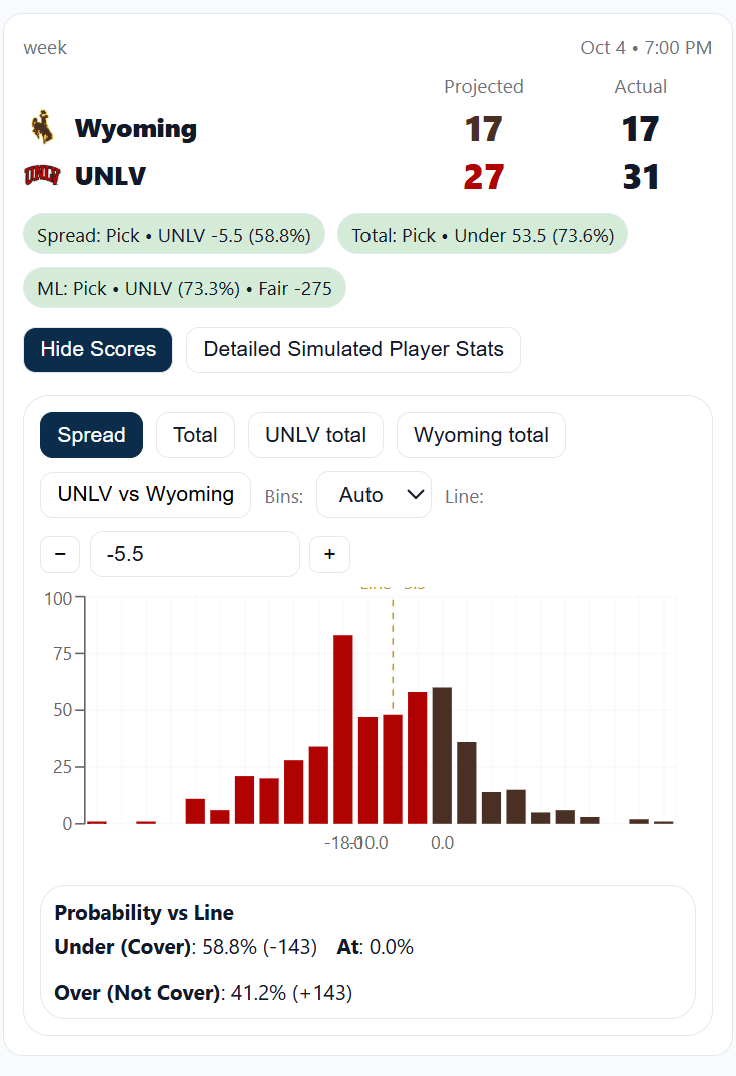 week Oct 4 • 7:00 PM
Projected Actual
Wyoming 17 17
UNLV UNLV 27 31
Spread: Pick • UNLV -5.5 (58.8%) Total: Pick • Under 53.5 (73.6%)
ML: Pick • UNLV (73.3%) • Fair -275
Hide Scores Detailed Simulated Player Stats
Spread Total UNLV total Wyoming total
UNLV vs Wyoming Bins: Auto Line:
− -5.5 +
100
75
50
25
0
-18.0 -10.0 0.0
Probability vs Line
Under (Cover): 58.8% (-143) At: 0.0%
Over (Not Cover): 41.2% (+143)